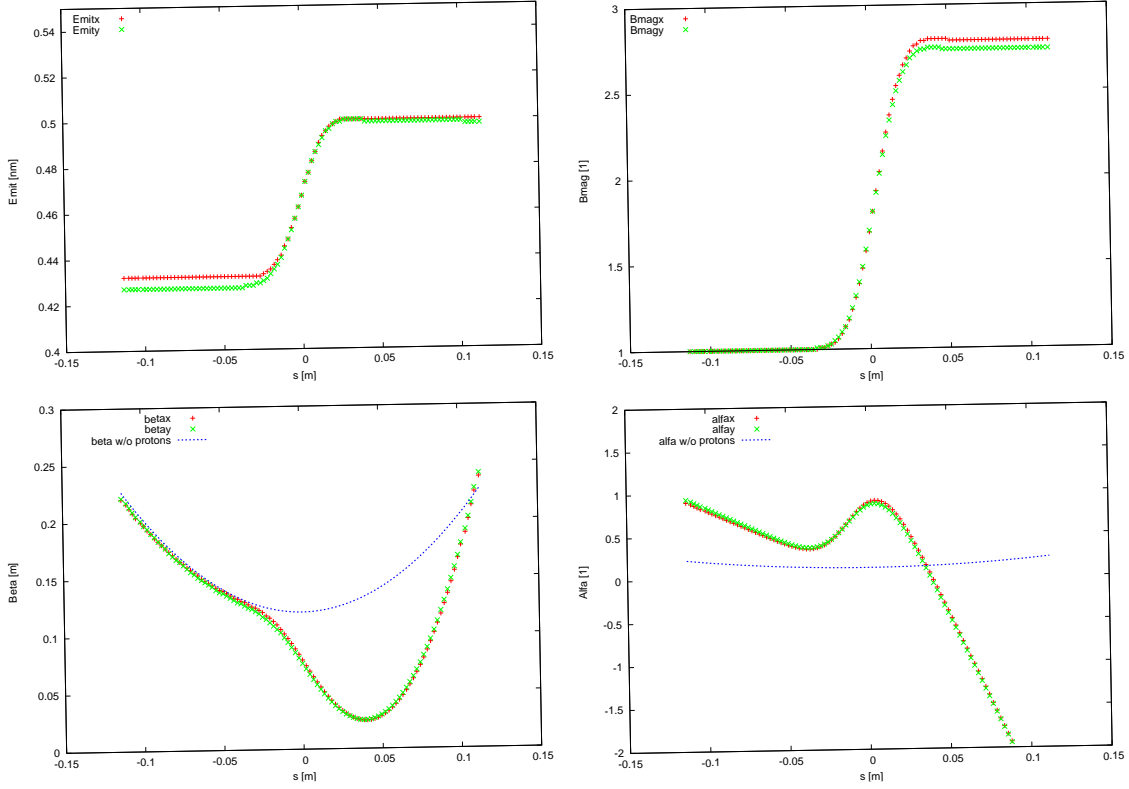 Emitx
Emity
Emit [nm]
0.54
0.52
0.5
0.48
0.46
0.44
0.42
0.4
-0.15 -0.1 -0.05 0 0.05 0.1 0.15
s [m]
Bmagx
Bmagy
Bmag [1]
3
2.5
2
1.5
1
-0.15 -0.1 -0.05 0 0.05 0.1 0.15
s [m]
betax
betay
beta w/o protons
Beta [m]
0.3
0.25
0.2
0.15
0.1
0.05
0
-0.15 -0.1 -0.05 0 0.05 0.1 0.15
s [m]
alfax
alfay
alfa w/o protons
Alfa [1]
2
1.5
1
0.5
0
-0.5
-1
-1.5
-2
-0.15 -0.1 -0.05 0 0.05 0.1 0.15
s [m]